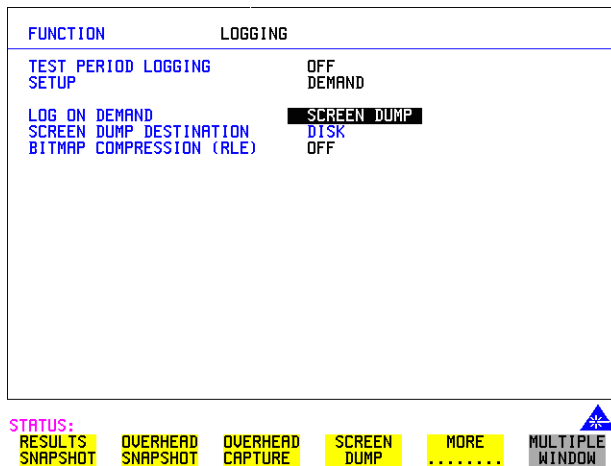 FUNCTION LOGGING
TEST PERIOD LOGGING OFF
SETUP DEMAND
LOG ON DEMAND SCREEN DUMP
SCREEN DUMP DESTINATION DISK
BITMAP COMPRESSION (RLE) OFF
STATUS:
RESULTS OVERHEAD OVERHEAD SCREEN MORE MULTIPLE
SNAPSHOT SNAPSHOT CAPTURE DUMP ........ WINDOW